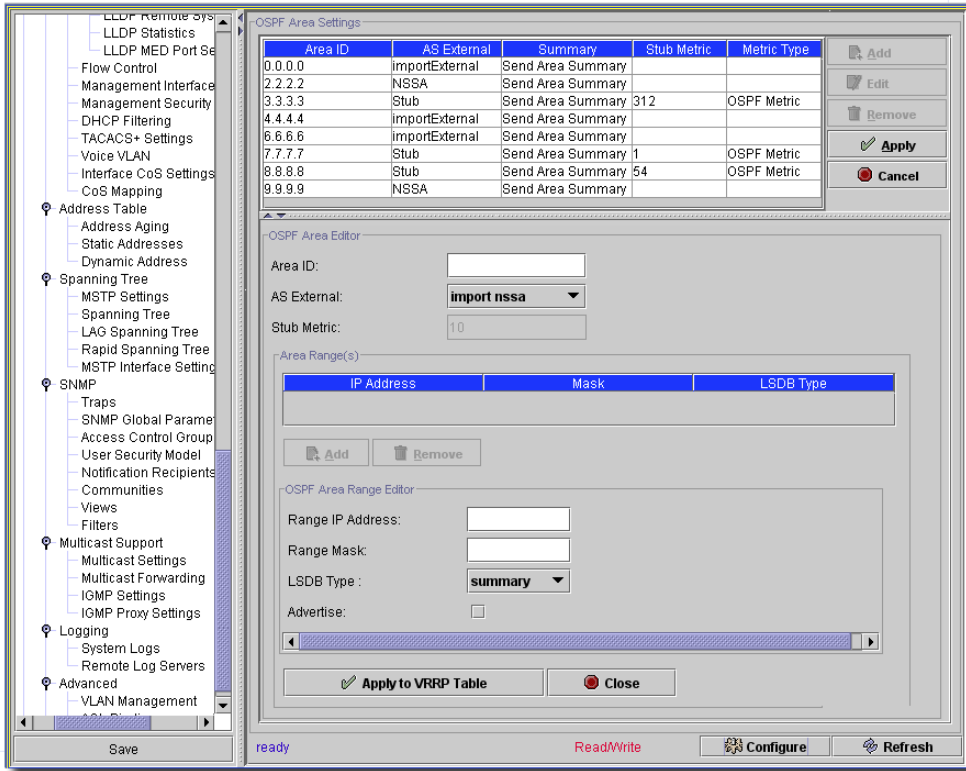 LLDP Remote Sys
LLDP Statistics
LLDP MED Port Se
Flow Control
Management Interface
Management Security
DHCP Filtering
TACACS+ Settings
Voice VLAN
Interface CoS Settings
CoS Mapping
Address Table
Address Aging
Static Addresses
Dynamic Address
Spanning Tree
MSTP Settings
Spanning Tree
LAG Spanning Tree
Rapid Spanning Tree
MSTP Interface Setting
SNMP
Traps
SNMP Global Paramet
Access Control Group
User Security Model
Notification Recipients
Communities
Views
Filters
Multicast Support
Multicast Settings
Multicast Forwarding
IGMP Settings
IGMP Proxy Settings
Logging
System Logs
Remote Log Servers
Advanced
VLAN Management
Save
OSPF Area Settings
Area ID AS External Summary Stub Metric Metric Type
0.0.0.0 importExternal Send Area Summary
2.2.2.2 NSSA Send Area Summary
3.3.3.3 Stub Send Area Summary 312 OSPF Metric
4.4.4.4 importExternal Send Area Summary
6.6.6.6 importExternal Send Area Summary
7.7.7.7 Stub Send Area Summary 1 OSPF Metric
8.8.8.8 Stub Send Area Summary 54 OSPF Metric
9.9.9.9 NSSA Send Area Summary
Add
Edit
Remove
Apply
Cancel
OSPF Area Editor
Area ID:
AS External: import nssa
Stub Metric: 10
Area Range(s)
IP Address Mask LSDB Type
Add Remove
OSPF Area Range Editor
Range IP Address:
Range Mask:
LSDB Type : summary
Advertise:
Apply to VRRP Table Close
ready Read/Write Configure Refresh